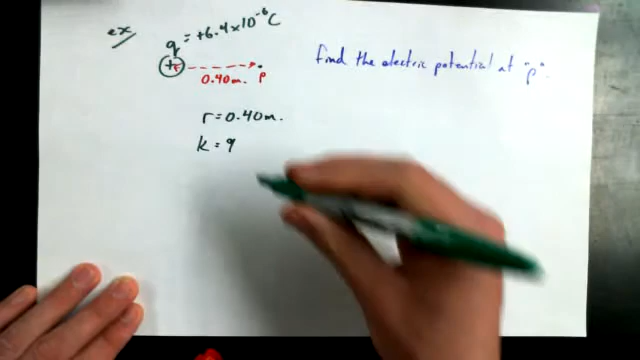 ex
q = +6.4 x 10⁻⁶ C
+
0.40m. p
find the electric potential at "p".
r = 0.40m.
k = 9